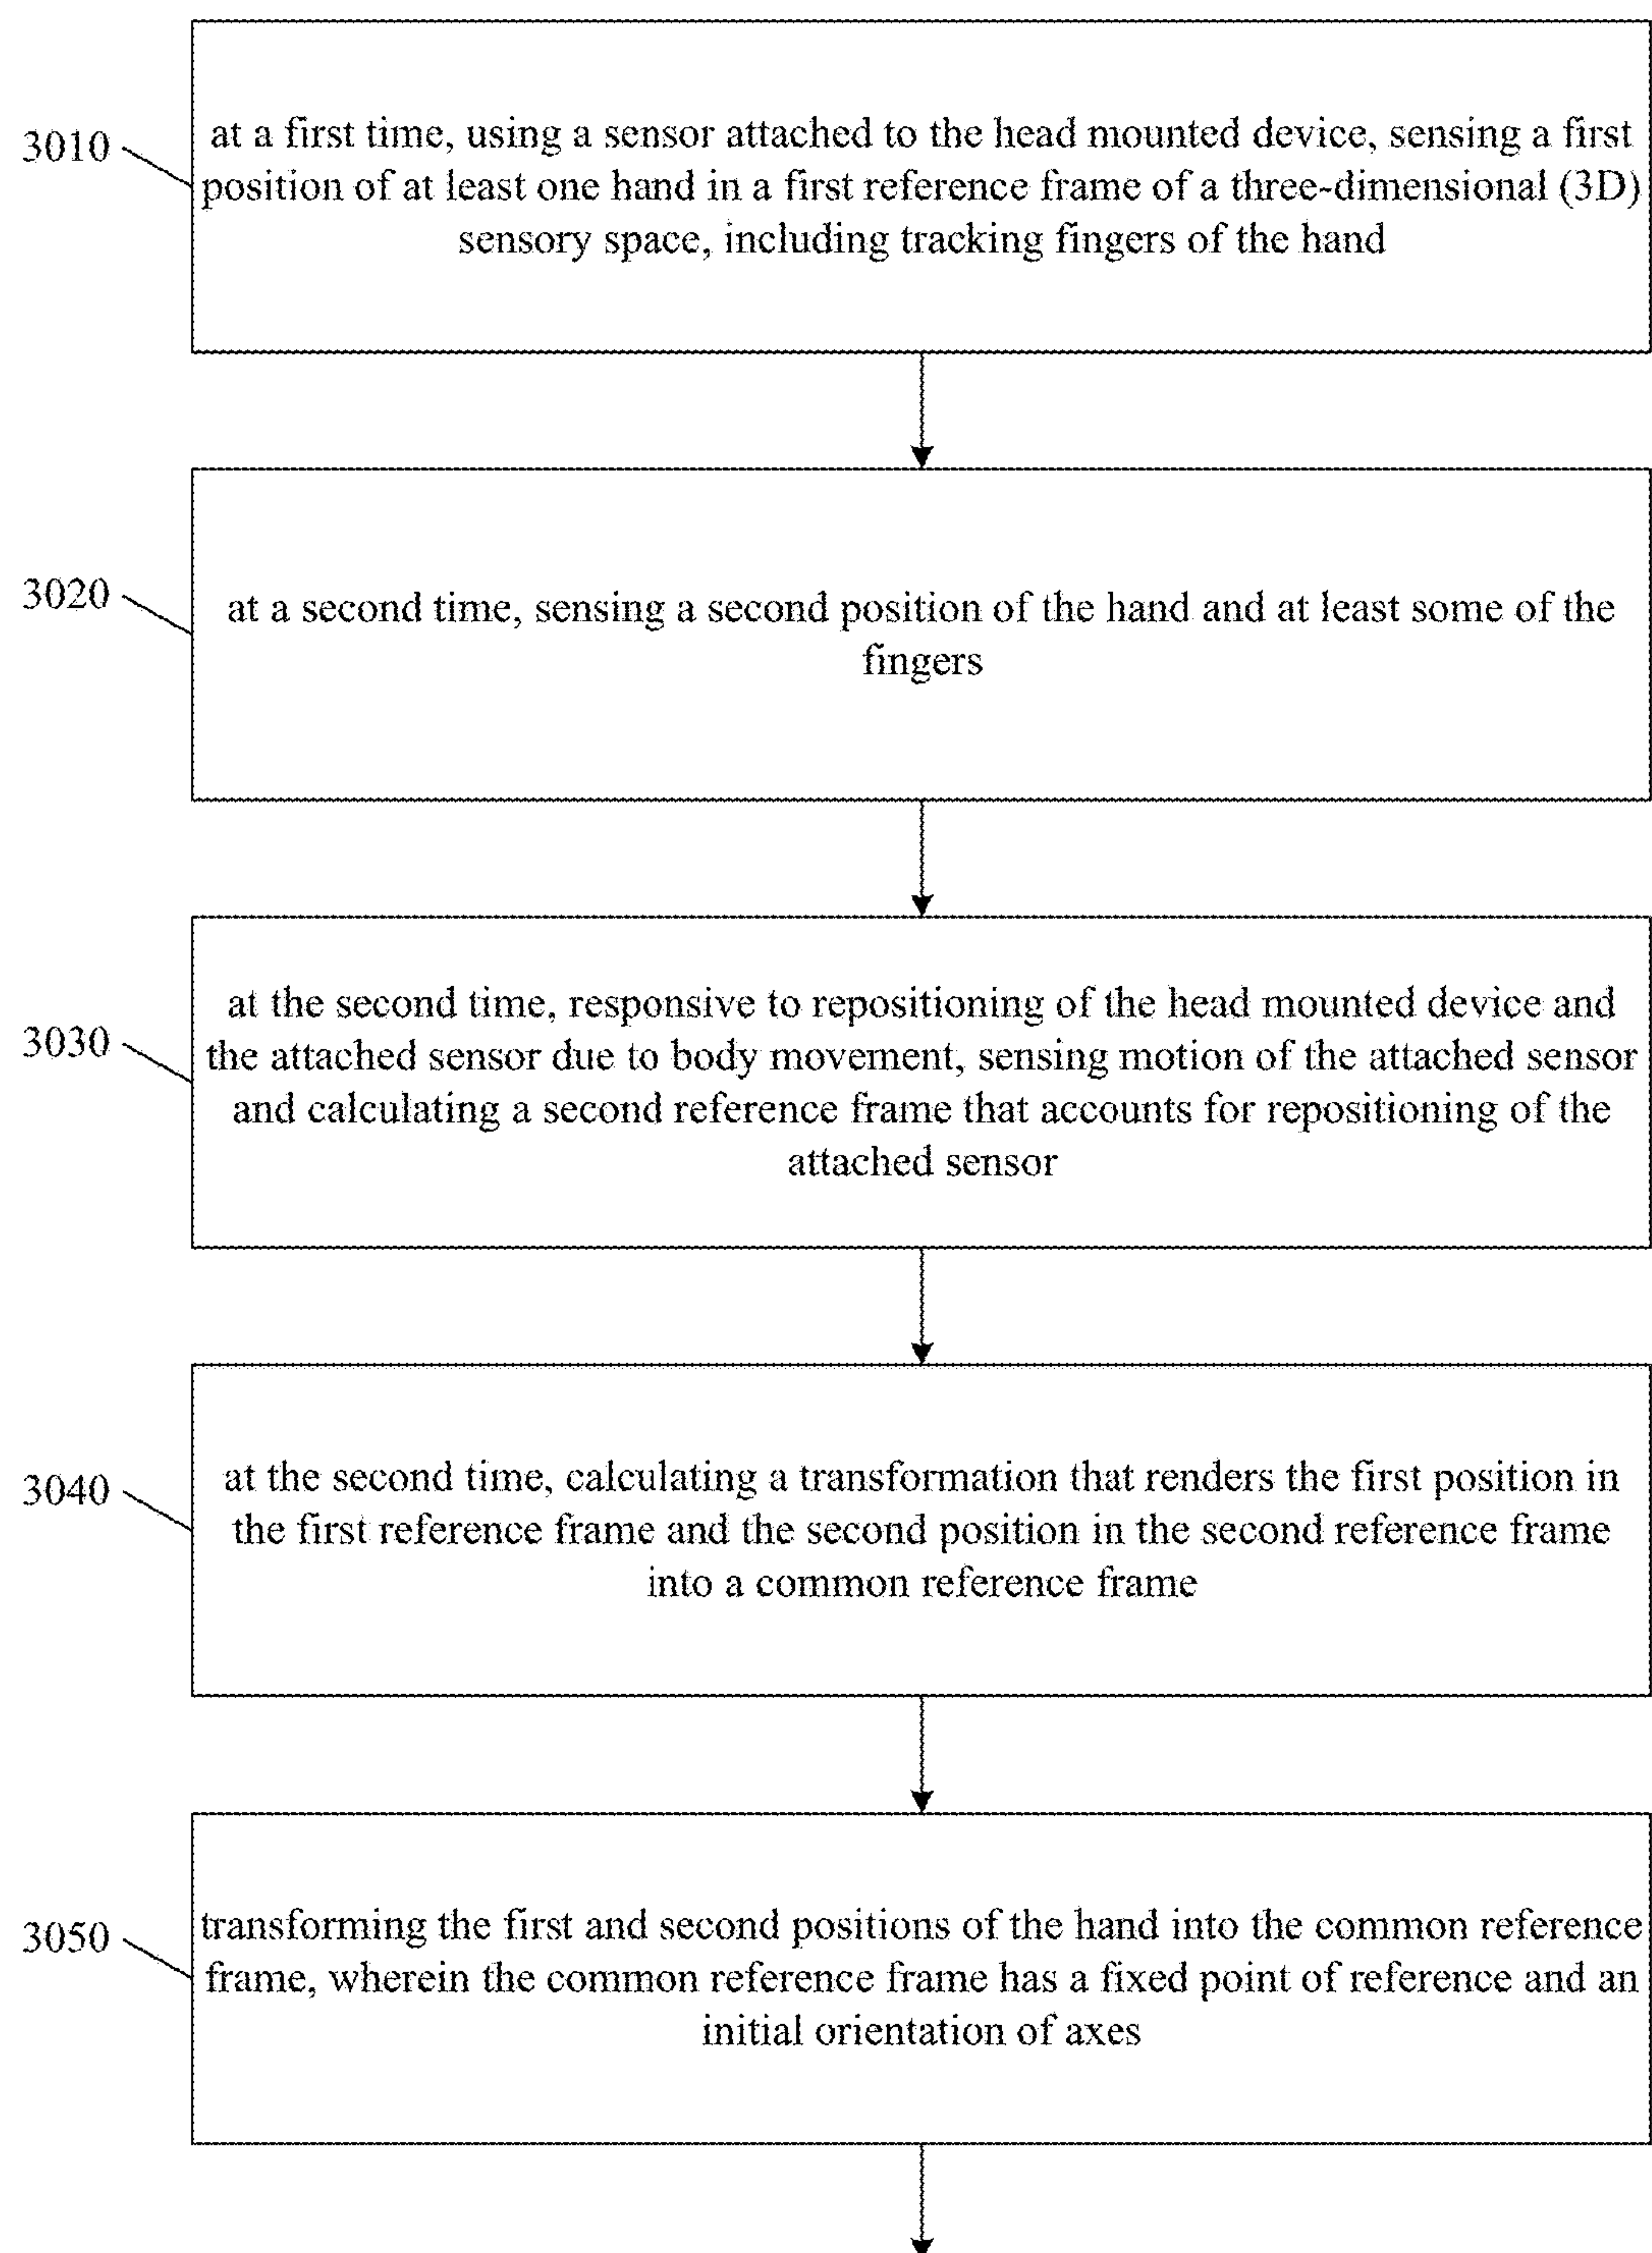 3010
at a first time, using a sensor attached to the head mounted device, sensing a first
position of at least one hand in a first reference frame of a three-dimensional (3D)
sensory space, including tracking fingers of the hand
3020
at a second time, sensing a second position of the hand and at least some of the
fingers
3030
at the second time, responsive to repositioning of the head mounted device and
the attached sensor due to body movement, sensing motion of the attached sensor
and calculating a second reference frame that accounts for repositioning of the
attached sensor
3040
at the second time, calculating a transformation that renders the first position in
the first reference frame and the second position in the second reference frame
into a common reference frame
3050
transforming the first and second positions of the hand into the common reference
frame, wherein the common reference frame has a fixed point of reference and an
initial orientation of axes